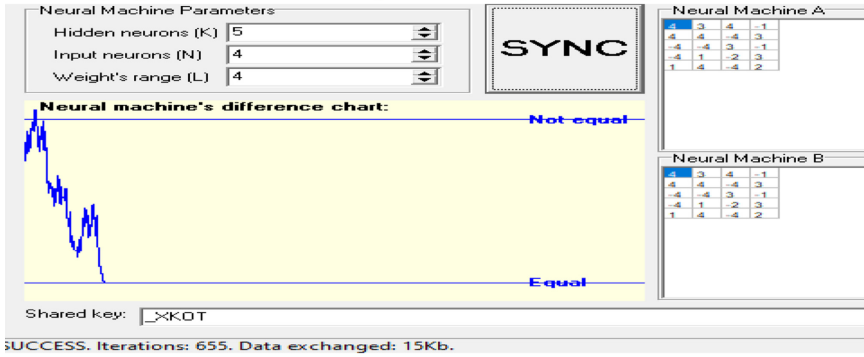 Neural Machine Parameters
Hidden neurons (K) 5
Input neurons (N) 4
Weight's range (L) 4
SYNC
Neural machine's difference chart:
Not equal
Equal
Neural Machine A
4 3 4 -1
4 4 -4 3
-4 -4 3 -1
-4 1 -2 3
1 4 -4 2
Neural Machine B
4 3 4 -1
4 4 -4 3
-4 -4 3 -1
-4 1 -2 3
1 4 -4 2
Shared key: _XKOT
SUCCESS. Iterations: 655. Data exchanged: 15Kb.